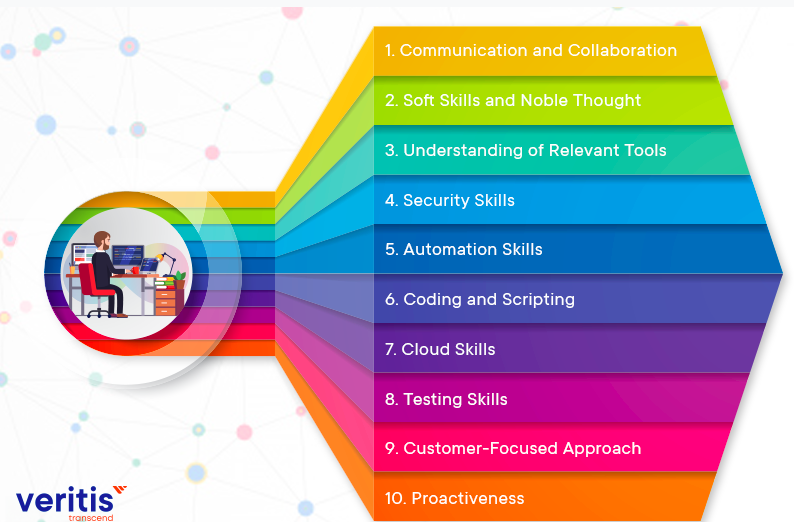 1. Communication and Collaboration
2. Soft Skills and Noble Thought
3. Understanding of Relevant Tools
4. Security Skills
5. Automation Skills
6. Coding and Scripting
7. Cloud Skills
8. Testing Skills
9. Customer-Focused Approach
10. Proactiveness
veritis
transcend